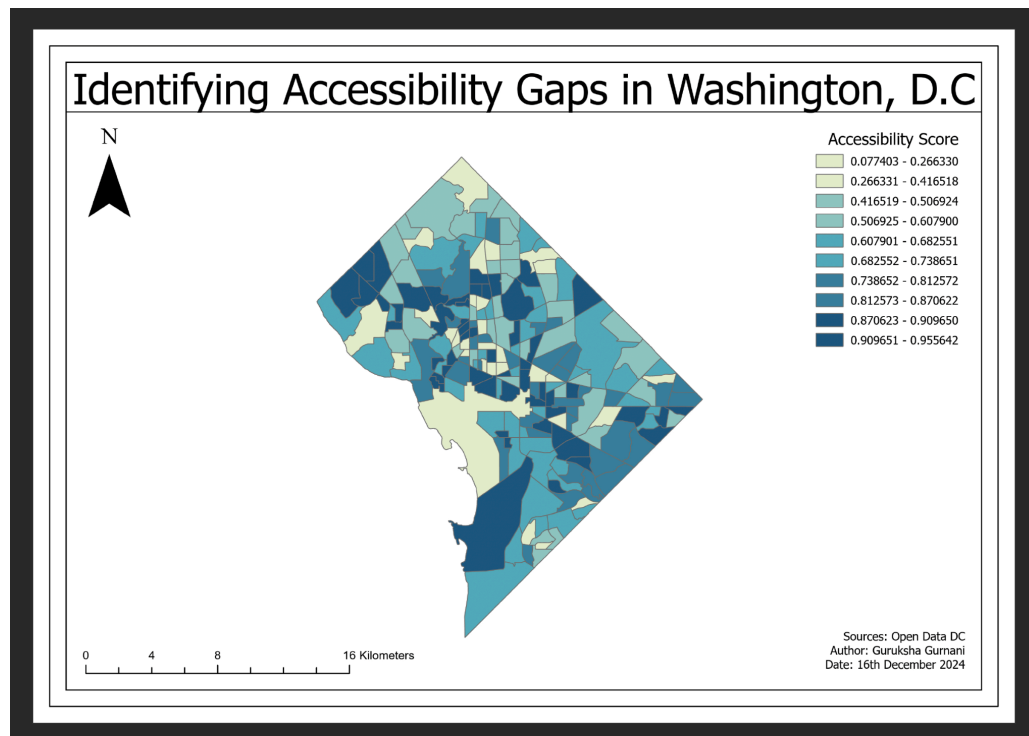 Identifying Accessibility Gaps in Washington, D.C
N
Accessibility Score
0.077403 - 0.266330
0.266331 - 0.416518
0.416519 - 0.506924
0.506925 - 0.607900
0.607901 - 0.682551
0.682552 - 0.738651
0.738652 - 0.812572
0.812573 - 0.870622
0.870623 - 0.909650
0.909651 - 0.955642
0 4 8 16 Kilometers
Sources: Open Data DC
Author: Guruksha Gurnani
Date: 16th December 2024